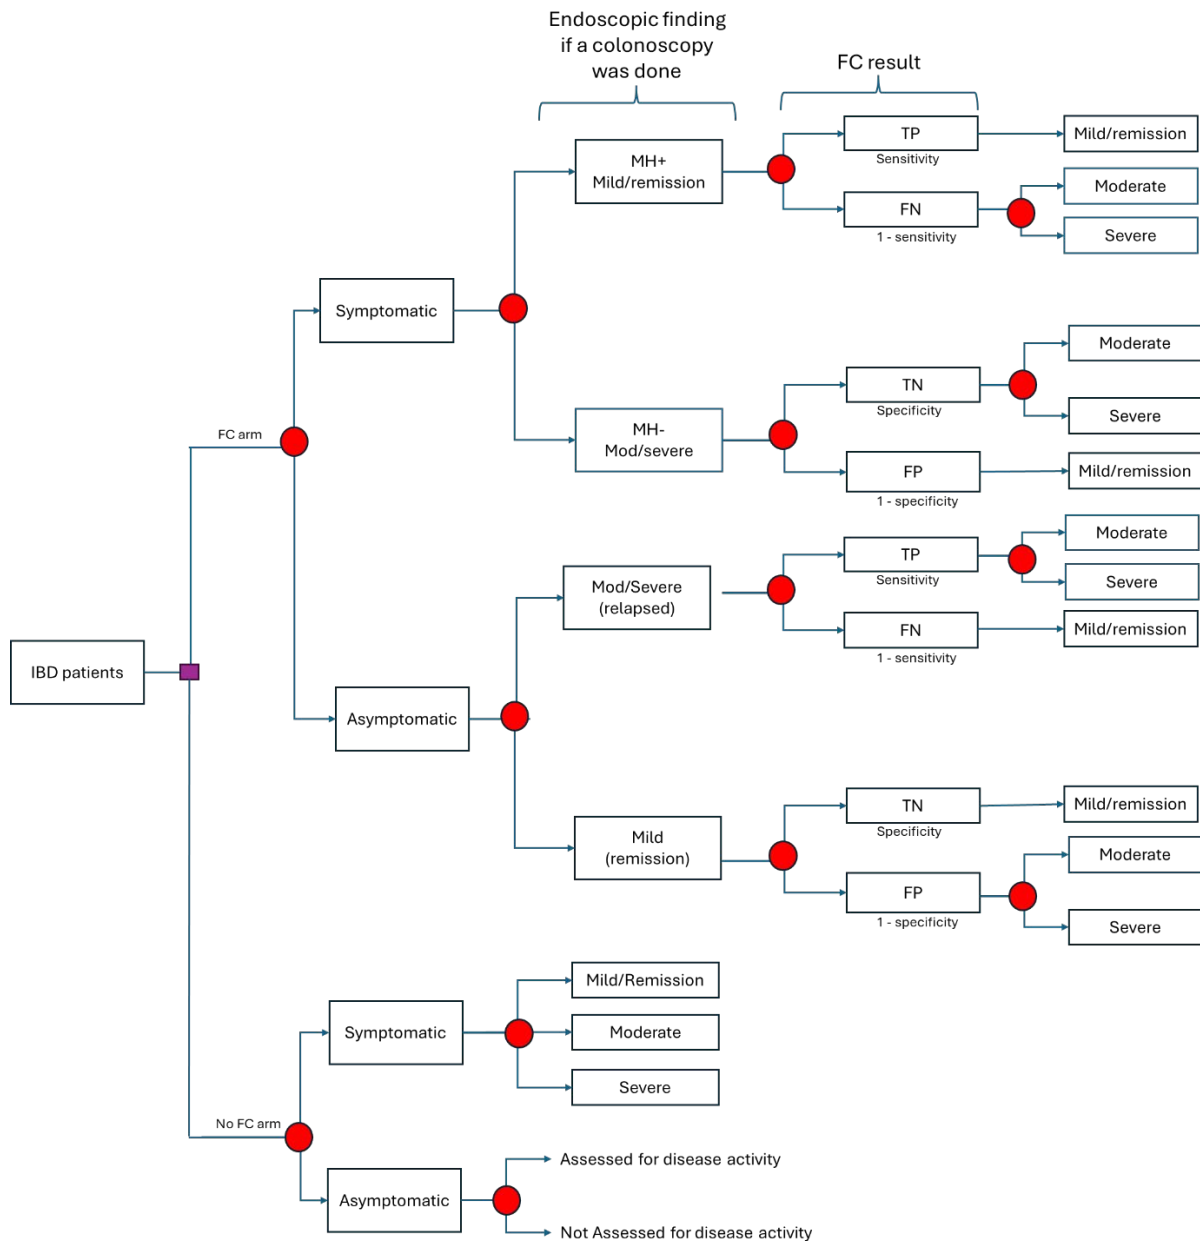 Endoscopic finding
if a colonoscopy
was done
FC result
MH+
Mild/remission
TP
Sensitivity
Mild/remission
FN
1 - sensitivity
Moderate
Severe
Symptomatic
MH-
Mod/severe
TN
Specificity
Moderate
Severe
FP
1 - specificity
Mild/remission
FC arm
IBD patients
Asymptomatic
Mod/Severe
(relapsed)
TP
Sensitivity
Moderate
Severe
FN
1 - sensitivity
Mild/remission
Mild
(remission)
TN
Specificity
Mild/remission
FP
1 - specificity
Moderate
Severe
No FC arm
Symptomatic
Mild/Remission
Moderate
Severe
Asymptomatic
Assessed for disease activity
Not Assessed for disease activity